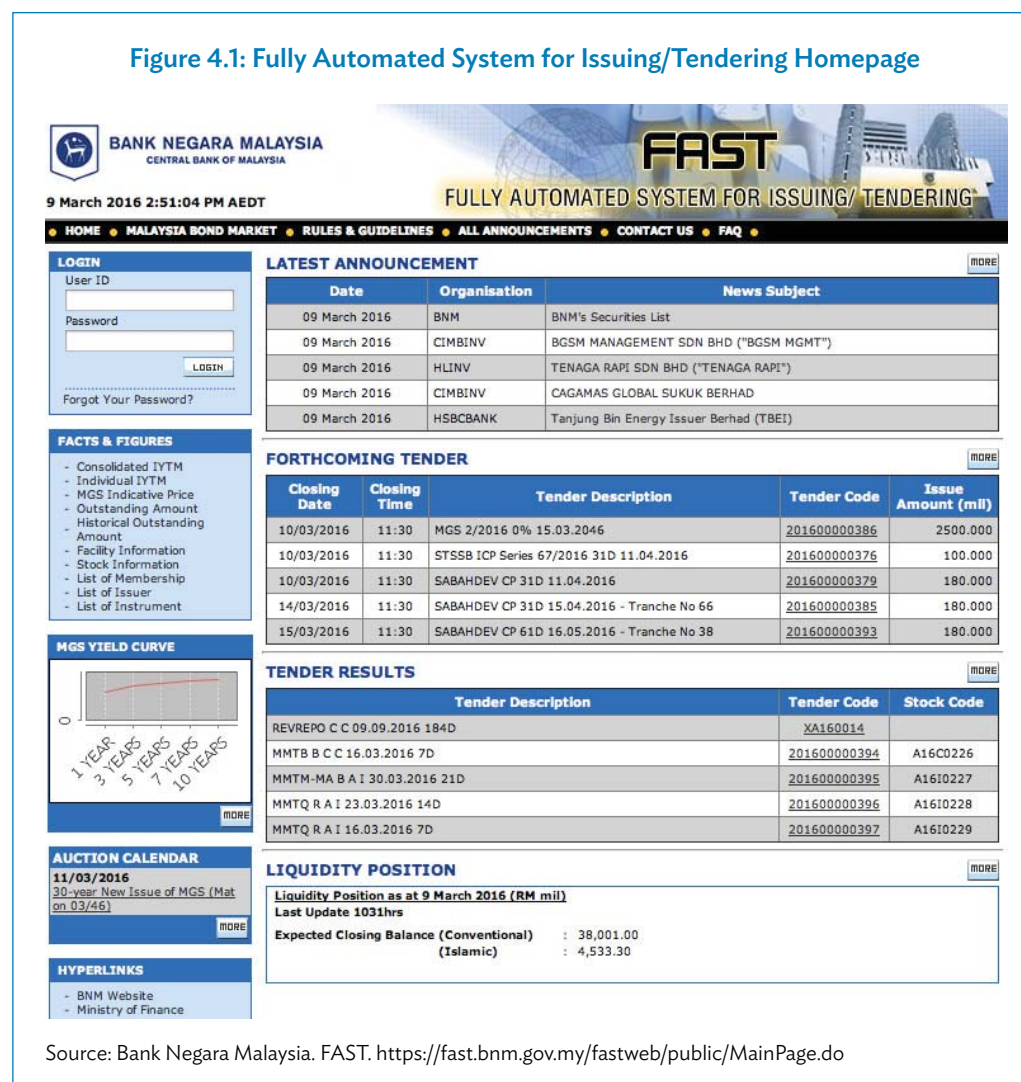 Figure 4.1: Fully Automated System for Issuing/Tendering Homepage
BANK NEGARA MALAYSIA
CENTRAL BANK OF MALAYSIA
9 March 2016 2:51:04 PM AEDT
FAST
FULLY AUTOMATED SYSTEM FOR ISSUING/ TENDERING
HOME MALAYSIA BOND MARKET RULES & GUIDELINES ALL ANNOUNCEMENTS CONTACT US FAQ
LOGIN
User ID
Password
LOGIN
Forgot Your Password?
FACTS & FIGURES
- Consolidated IYTM
- Individual IYTM
- MGS Indicative Price
- Outstanding Amount
- Historical Outstanding
Amount
- Facility Information
- Stock Information
- List of Membership
- List of Issuer
- List of Instrument
MGS YIELD CURVE
0
1 YEAR
3 YEARS
5 YEARS
7 YEARS
10 YEARS
MORE
AUCTION CALENDAR
11/03/2016
30-year New Issue of MGS (Mat
on 03/46)
MORE
HYPERLINKS
- BNM Website
- Ministry of Finance
LATEST ANNOUNCEMENT MORE
Date Organisation News Subject
09 March 2016 BNM BNM's Securities List
09 March 2016 CIMBINV BGSM MANAGEMENT SDN BHD ("BGSM MGMT")
09 March 2016 HLINV TENAGA RAPI SDN BHD ("TENAGA RAPI")
09 March 2016 CIMBINV CAGAMAS GLOBAL SUKUK BERHAD
09 March 2016 HSBCBANK Tanjung Bin Energy Issuer Berhad (TBEI)
FORTHCOMING TENDER MORE
Closing Date Closing Time Tender Description Tender Code Issue Amount (mil)
10/03/2016 11:30 MGS 2/2016 0% 15.03.2046 201600000386 2500.000
10/03/2016 11:30 STSSB ICP Series 67/2016 31D 11.04.2016 201600000376 100.000
10/03/2016 11:30 SABAHDEV CP 31D 11.04.2016 201600000379 180.000
14/03/2016 11:30 SABAHDEV CP 31D 15.04.2016 - Tranche No 66 201600000385 180.000
15/03/2016 11:30 SABAHDEV CP 61D 16.05.2016 - Tranche No 38 201600000393 180.000
TENDER RESULTS MORE
Tender Description Tender Code Stock Code
REVREPO C C 09.09.2016 184D XA160014
MMTB B C C 16.03.2016 7D 201600000394 A16C0226
MMTM-MA B A I 30.03.2016 21D 201600000395 A16I0227
MMTQ R A I 23.03.2016 14D 201600000396 A16I0228
MMTQ R A I 16.03.2016 7D 201600000397 A16I0229
LIQUIDITY POSITION MORE
Liquidity Position as at 9 March 2016 (RM mil)
Last Update 1031hrs
Expected Closing Balance (Conventional) : 38,001.00
(Islamic) : 4,533.30
Source: Bank Negara Malaysia. FAST. https://fast.bnm.gov.my/fastweb/public/MainPage.do